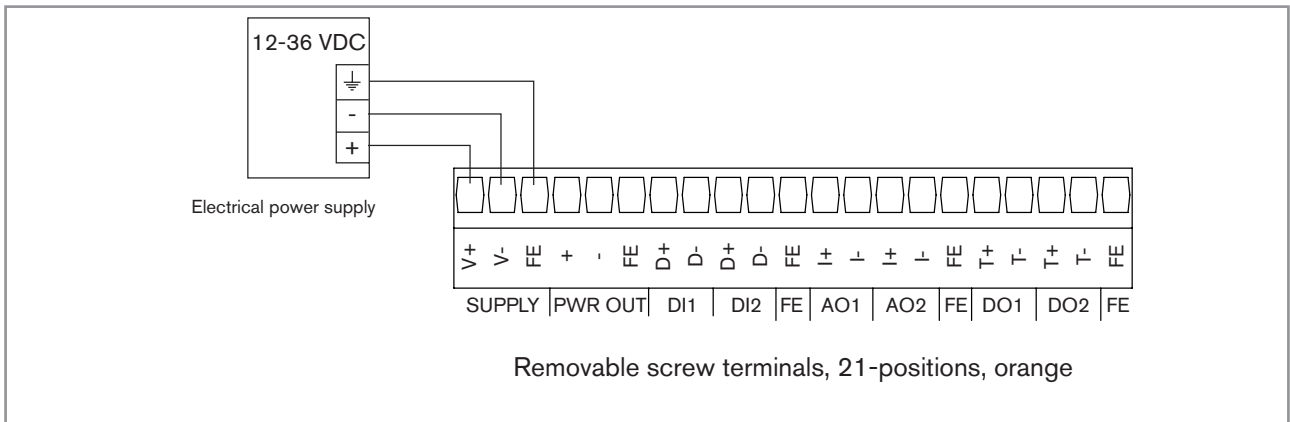 12-36 VDC
-
+
Electrical power supply
V+ V- FE + - FE D+ D- D+ D- FE I+ I- I+ I- FE T+ T- T+ T- FE
SUPPLY PWR OUT DI1 DI2 FE AO1 AO2 FE DO1 DO2 FE
Removable screw terminals, 21-positions, orange